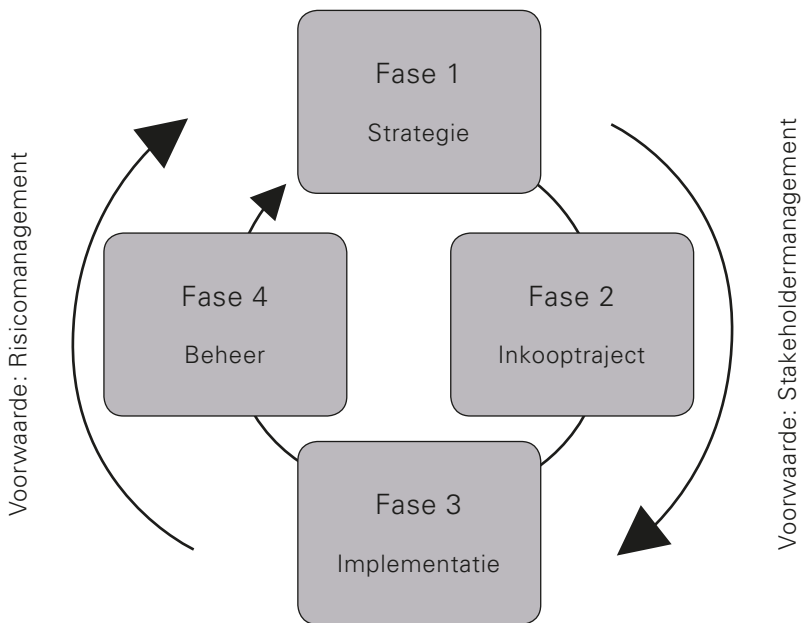 Fase 1
Strategie
Voorwaarde: Risicomanagement
Voorwaarde: Stakeholdermanagement
Fase 4
Beheer
Fase 2
Inkooptraject
Fase 3
Implementatie